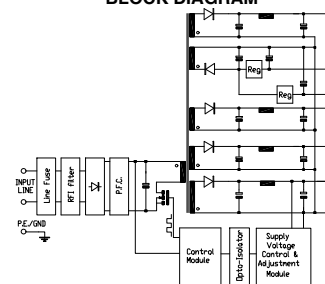 BLOCK DIAGRAM
Reg
Reg
INPUT
LINE
Line Fuse
RFI filter
P.F.C.
P.E./GND
Control
Module
Opto-Isolator
Supply
Voltage
Control &
Adjustment
Module